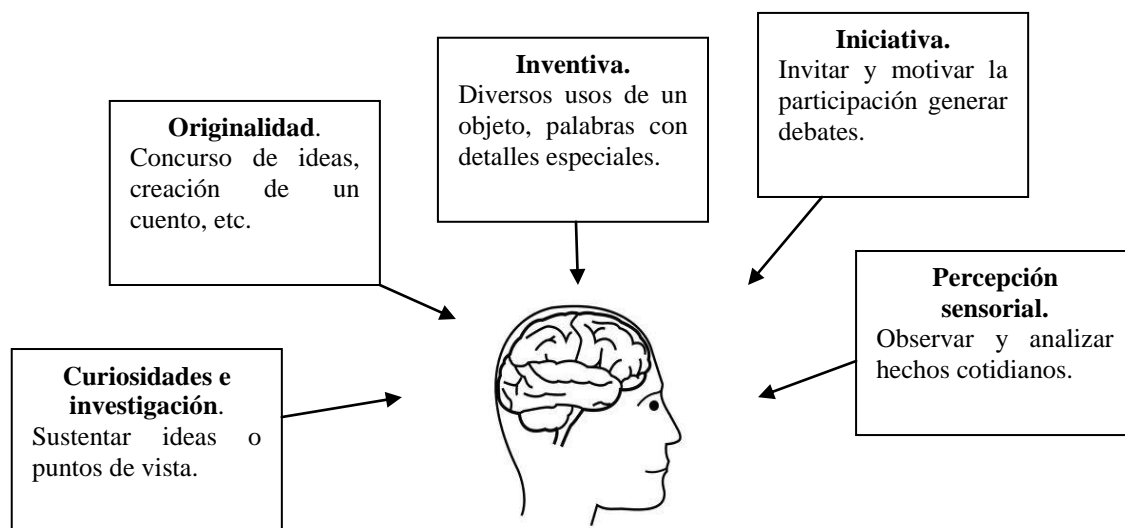 Originalidad.
Concurso de ideas,
creación de un
cuento, etc.
Inventiva.
Diversos usos de un
objeto, palabras con
detalles especiales.
Iniciativa.
Invitar y motivar la
participación generar
debates.
Curiosidades e
investigación.
Sustentar ideas o
puntos de vista.
Percepción
sensorial.
Observar y analizar
hechos cotidianos.